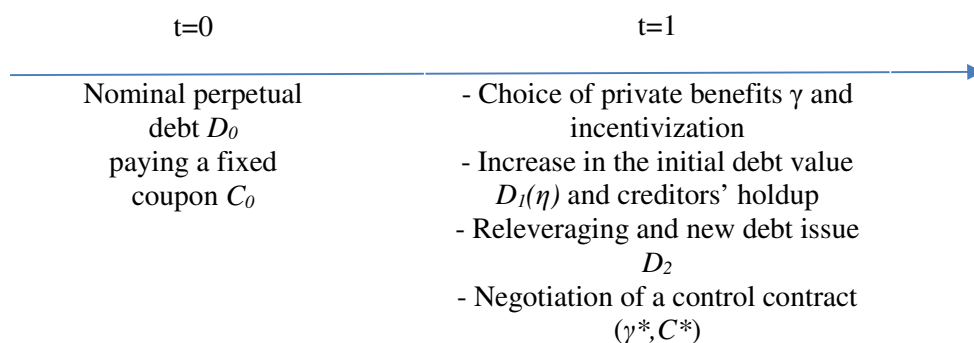 t=0
Nominal perpetual
debt D0
paying a fixed
coupon C0
t=1
- Choice of private benefits γ and
incentivization
- Increase in the initial debt value
D1(η) and creditors’ holdup
- Releveraging and new debt issue
D2
- Negotiation of a control contract
(γ*,C*)